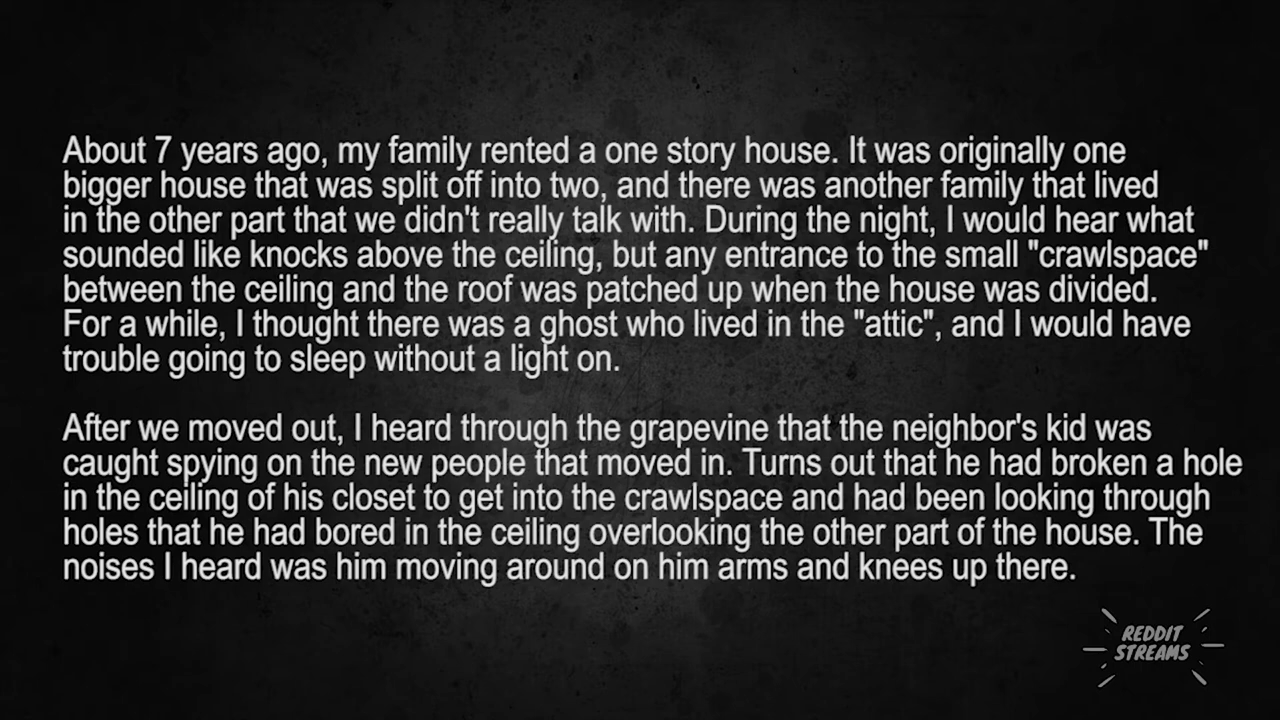 About 7 years ago, my family rented a one story house. It was originally one
bigger house that was split off into two, and there was another family that lived
in the other part that we didn't really talk with. During the night, I would hear what
sounded like knocks above the ceiling, but any entrance to the small "crawlspace"
between the ceiling and the roof was patched up when the house was divided.
For a while, I thought there was a ghost who lived in the "attic", and I would have
trouble going to sleep without a light on.
After we moved out, I heard through the grapevine that the neighbor's kid was
caught spying on the new people that moved in. Turns out that he had broken a hole
in the ceiling of his closet to get into the crawlspace and had been looking through
holes that he had bored in the ceiling overlooking the other part of the house. The
noises I heard was him moving around on him arms and knees up there.
REDDIT
STREAMS